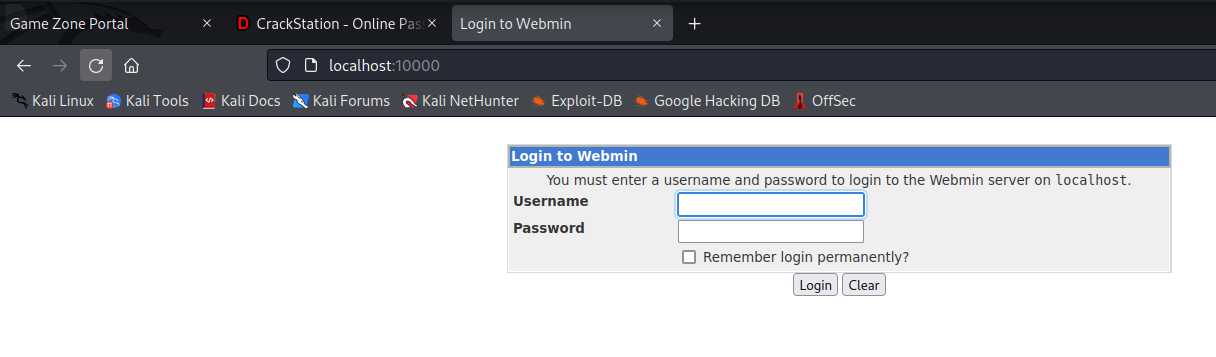 Game Zone Portal
CrackStation - Online Pas
Login to Webmin
localhost:10000
Kali Linux Kali Tools Kali Docs Kali Forums Kali NetHunter Exploit-DB Google Hacking DB OffSec
Login to Webmin
You must enter a username and password to login to the Webmin server on localhost.
Username
Password
Remember login permanently?
Login Clear